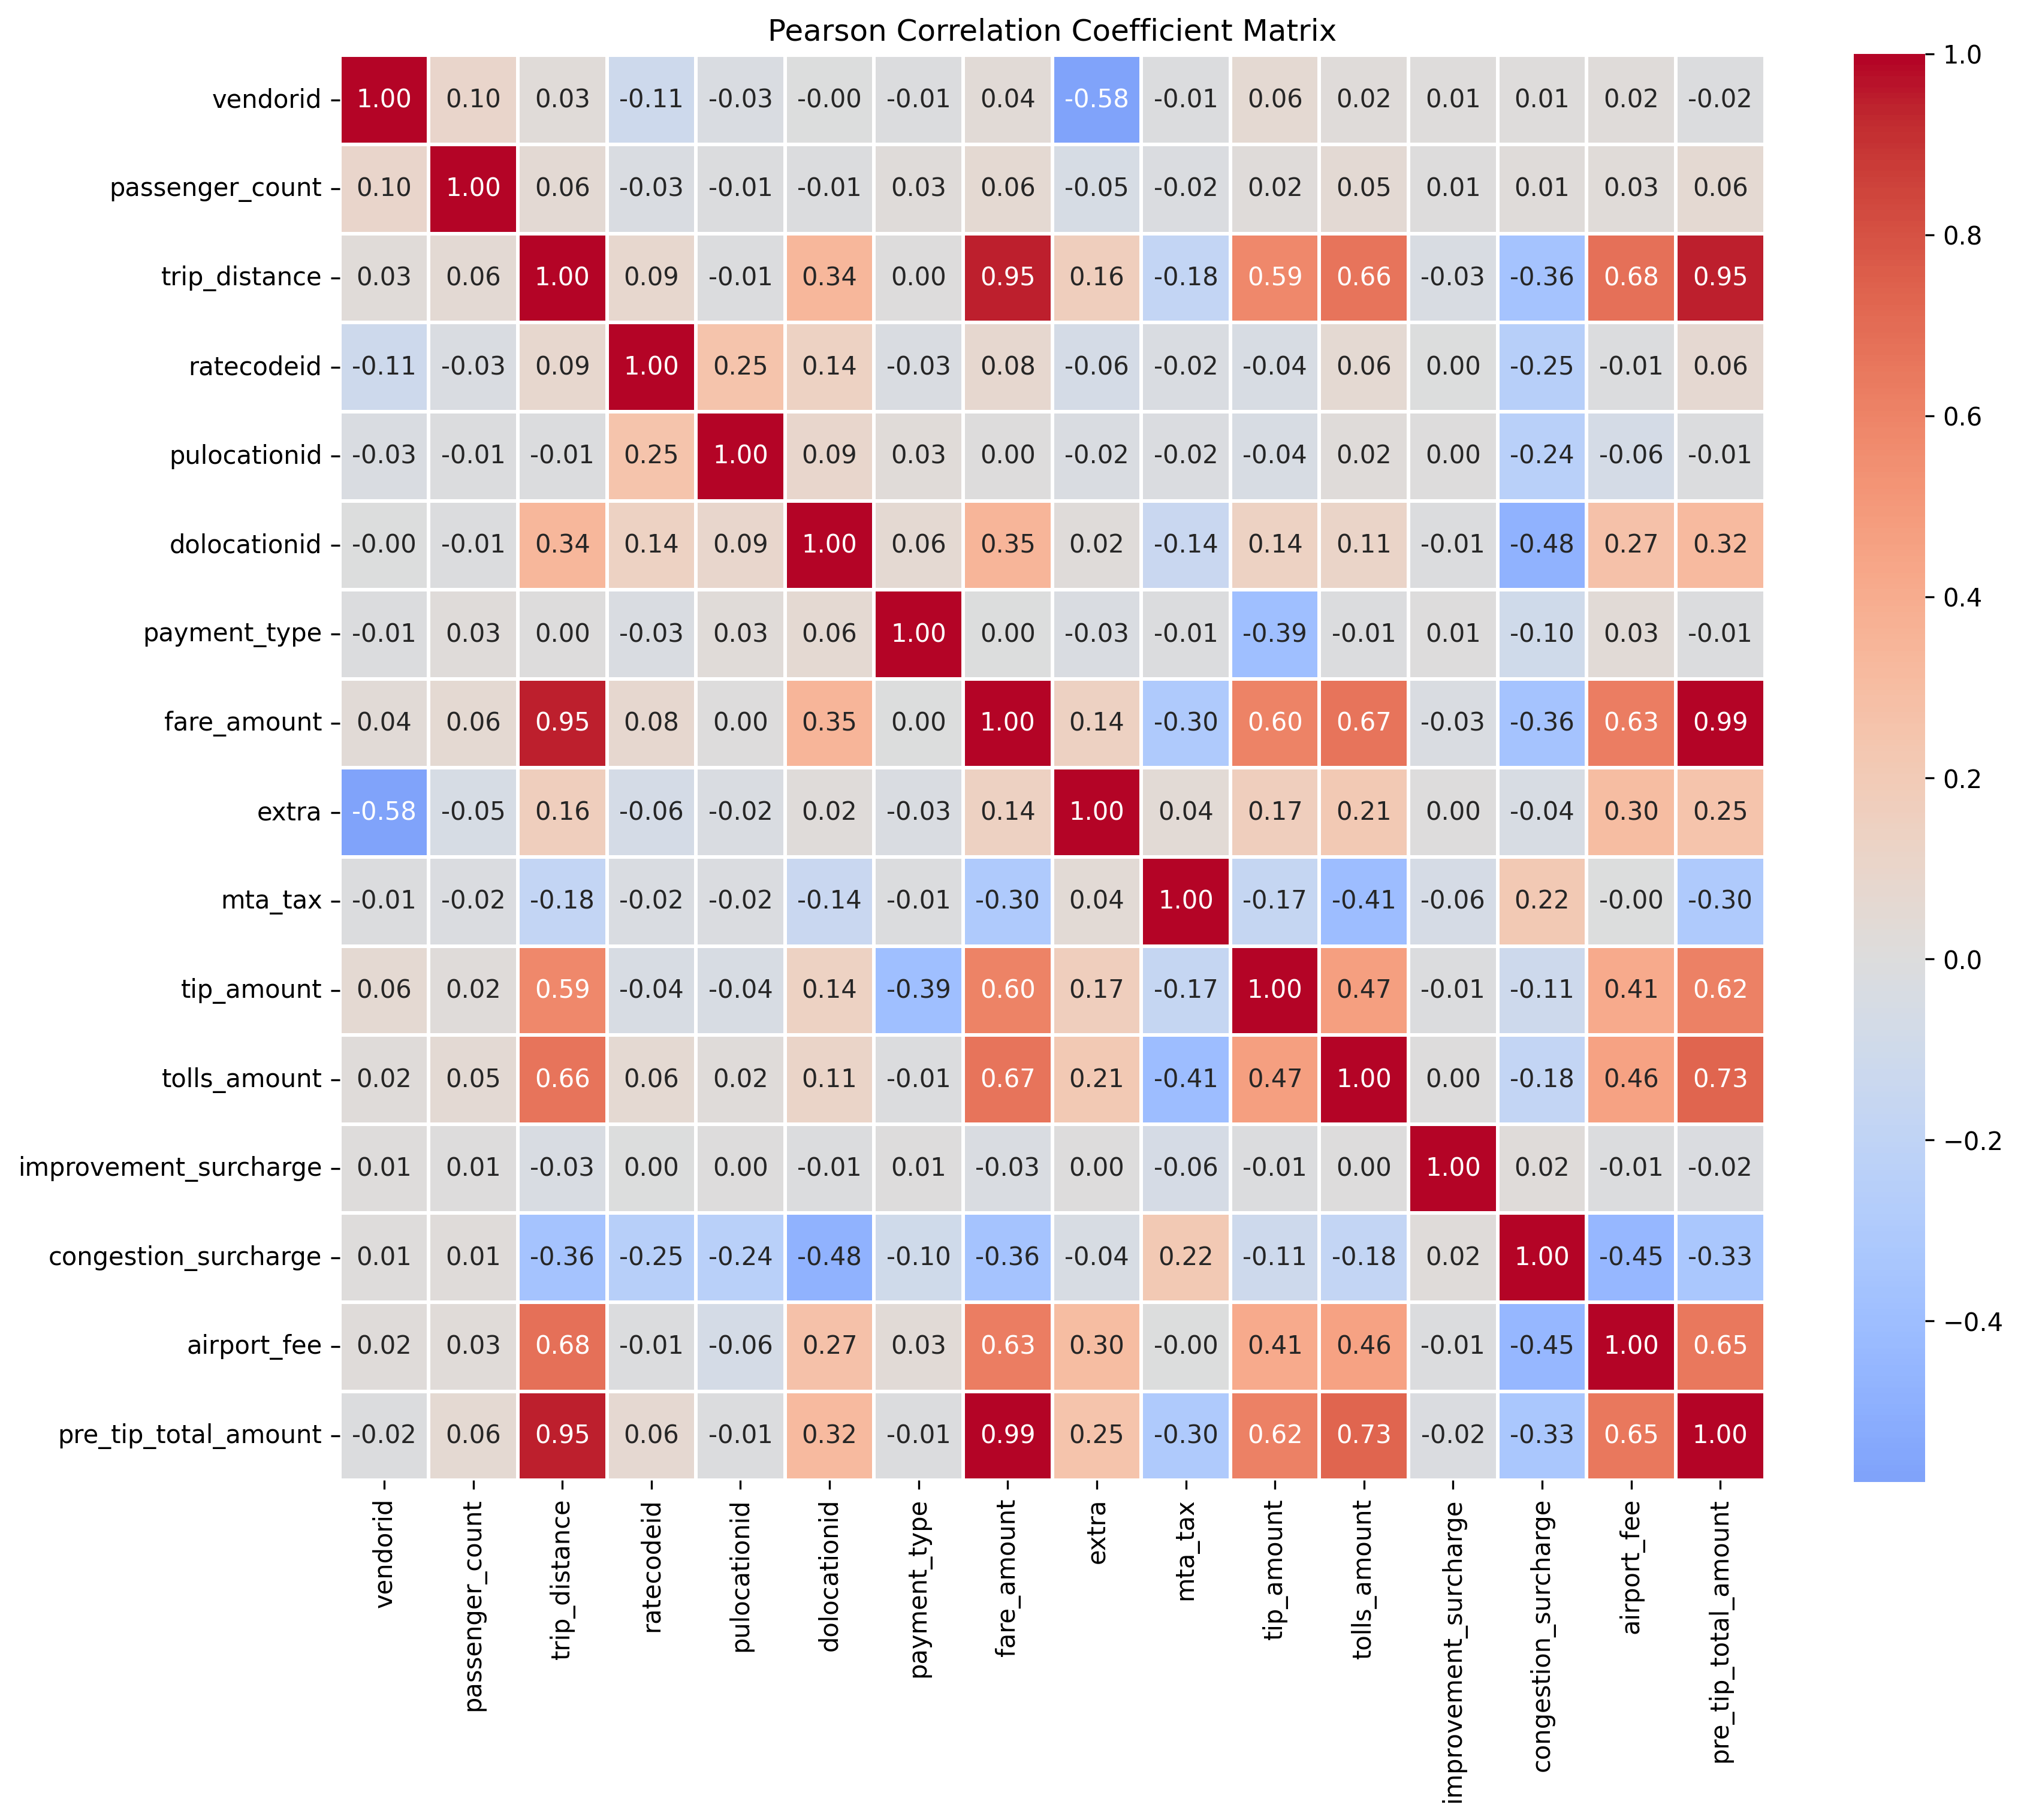 Pearson Correlation Coefficient Matrix
vendorid 1.00 0.10 0.03 -0.11 -0.03 -0.00 -0.01 0.04 -0.58 -0.01 0.06 0.02 0.01 0.01 0.02 -0.02
passenger_count 0.10 1.00 0.06 -0.03 -0.01 -0.01 0.03 0.06 -0.05 -0.02 0.02 0.05 0.01 0.01 0.03 0.06
trip_distance 0.03 0.06 1.00 0.09 -0.01 0.34 0.00 0.95 0.16 -0.18 0.59 0.66 -0.03 -0.36 0.68 0.95
ratecodeid -0.11 -0.03 0.09 1.00 0.25 0.14 -0.03 0.08 -0.06 -0.02 -0.04 0.06 0.00 -0.25 -0.01 0.06
pulocationid -0.03 -0.01 -0.01 0.25 1.00 0.09 0.03 0.00 -0.02 -0.02 -0.04 0.02 0.00 -0.24 -0.06 -0.01
dolocationid -0.00 -0.01 0.34 0.14 0.09 1.00 0.06 0.35 0.02 -0.14 0.14 0.11 -0.01 -0.48 0.27 0.32
payment_type -0.01 0.03 0.00 -0.03 0.03 0.06 1.00 0.00 -0.03 -0.01 -0.39 -0.01 0.01 -0.10 0.03 -0.01
fare_amount 0.04 0.06 0.95 0.08 0.00 0.35 0.00 1.00 0.14 -0.30 0.60 0.67 -0.03 -0.36 0.63 0.99
extra -0.58 -0.05 0.16 -0.06 -0.02 0.02 -0.03 0.14 1.00 0.04 0.17 0.21 0.00 -0.04 0.30 0.25
mta_tax -0.01 -0.02 -0.18 -0.02 -0.02 -0.14 -0.01 -0.30 0.04 1.00 -0.17 -0.41 -0.06 0.22 -0.00 -0.30
tip_amount 0.06 0.02 0.59 -0.04 -0.04 0.14 -0.39 0.60 0.17 -0.17 1.00 0.47 -0.01 -0.11 0.41 0.62
tolls_amount 0.02 0.05 0.66 0.06 0.02 0.11 -0.01 0.67 0.21 -0.41 0.47 1.00 0.00 -0.18 0.46 0.73
improvement_surcharge 0.01 0.01 -0.03 0.00 0.00 -0.01 0.01 -0.03 0.00 -0.06 -0.01 0.00 1.00 0.02 -0.01 -0.02
congestion_surcharge 0.01 0.01 -0.36 -0.25 -0.24 -0.48 -0.10 -0.36 -0.04 0.22 -0.11 -0.18 0.02 1.00 -0.45 -0.33
airport_fee 0.02 0.03 0.68 -0.01 -0.06 0.27 0.03 0.63 0.30 -0.00 0.41 0.46 -0.01 -0.45 1.00 0.65
pre_tip_total_amount -0.02 0.06 0.95 0.06 -0.01 0.32 -0.01 0.99 0.25 -0.30 0.62 0.73 -0.02 -0.33 0.65 1.00
vendorid
passenger_count
trip_distance
ratecodeid
pulocationid
dolocationid
payment_type
fare_amount
extra
mta_tax
tip_amount
tolls_amount
improvement_surcharge
congestion_surcharge
airport_fee
pre_tip_total_amount
1.0
0.8
0.6
0.4
0.2
0.0
−0.2
−0.4